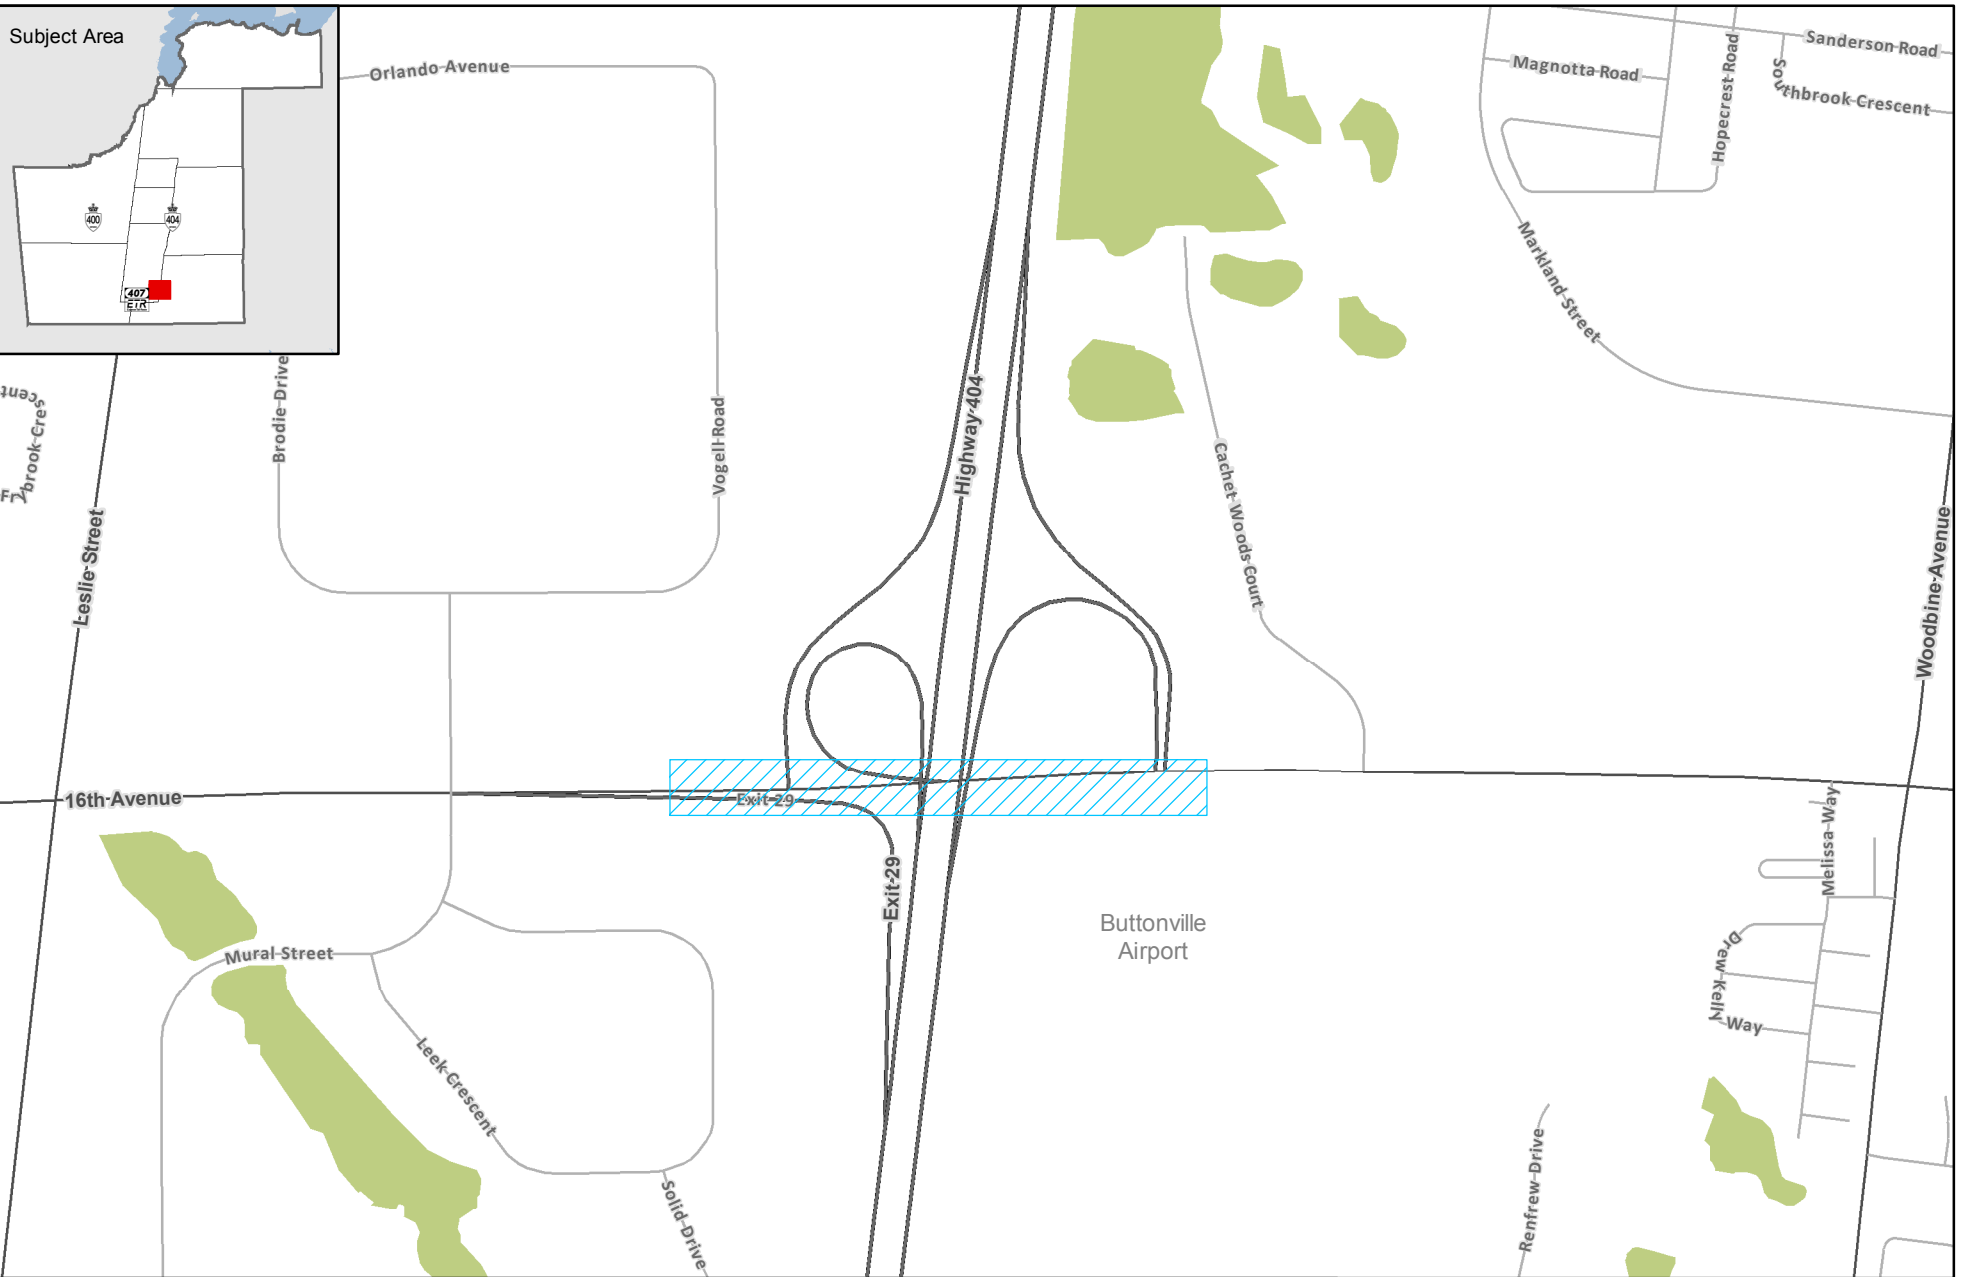 Subject Area
400
404
407
ETR
Orlando Avenue
Magnotta Road
Hopecrest Road
Sanderson Road
Southbrook Crescent
Markland Street
Brodie Drive
Vogell Road
Highway 404
Cachet Woods Court
Leslie Street
Woodbine Avenue
16th Avenue
Exit 29
Exit 29
Buttonville
Airport
Mural Street
Leek Crescent
Solid Drive
Melissa Way
Drew Kelly Way
Renfrew Drive